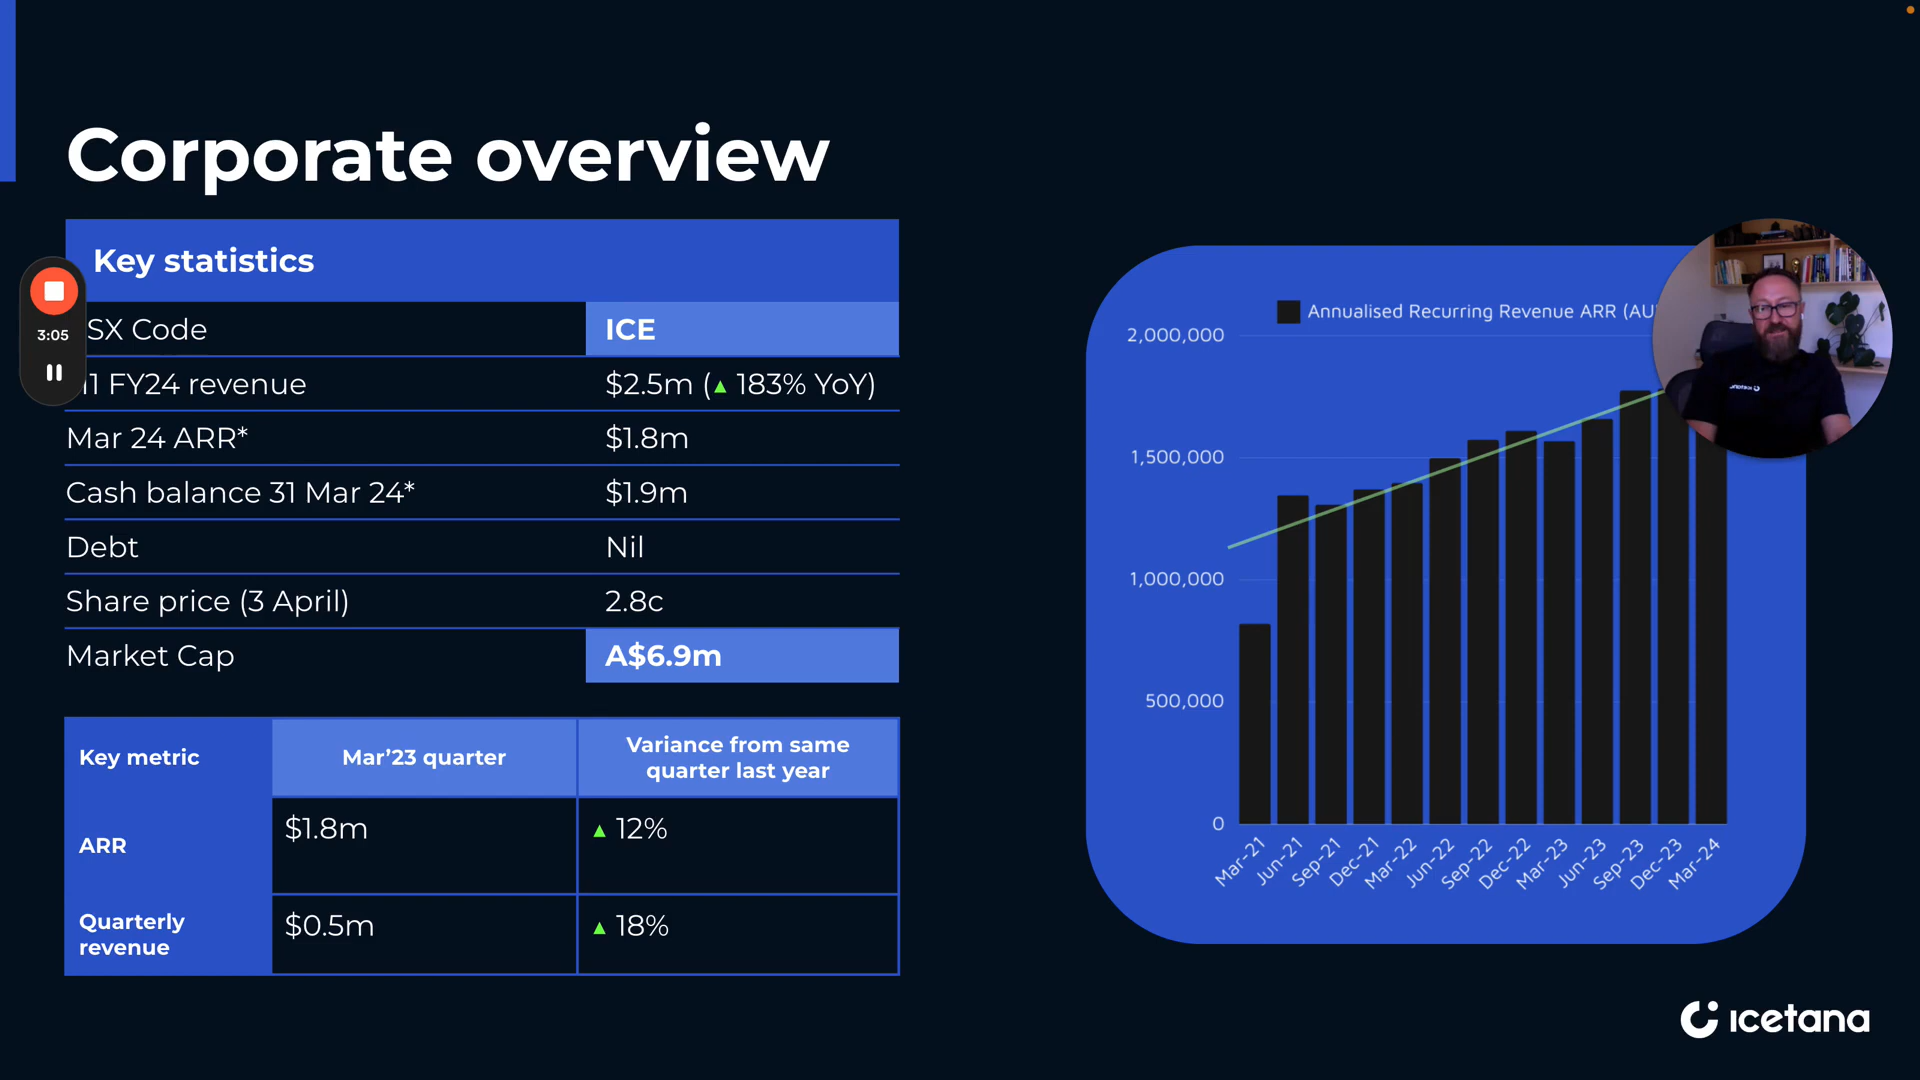 Corporate overview
Key statistics
SX Code ICE
1 FY24 revenue $2.5m (▲ 183% YoY)
Mar 24 ARR* $1.8m
Cash balance 31 Mar 24* $1.9m
Debt Nil
Share price (3 April) 2.8c
Market Cap A$6.9m
3:05
Key metric Mar’23 quarter Variance from same
quarter last year
ARR $1.8m ▲ 12%
Quarterly
revenue $0.5m ▲ 18%
Annualised Recurring Revenue ARR (AU
2,000,000
1,500,000
1,000,000
500,000
0
Mar-21 Jun-21 Sep-21 Dec-21 Mar-22 Jun-22 Sep-22 Dec-22 Mar-23 Jun-23 Sep-23 Dec-23 Mar-24
icetana